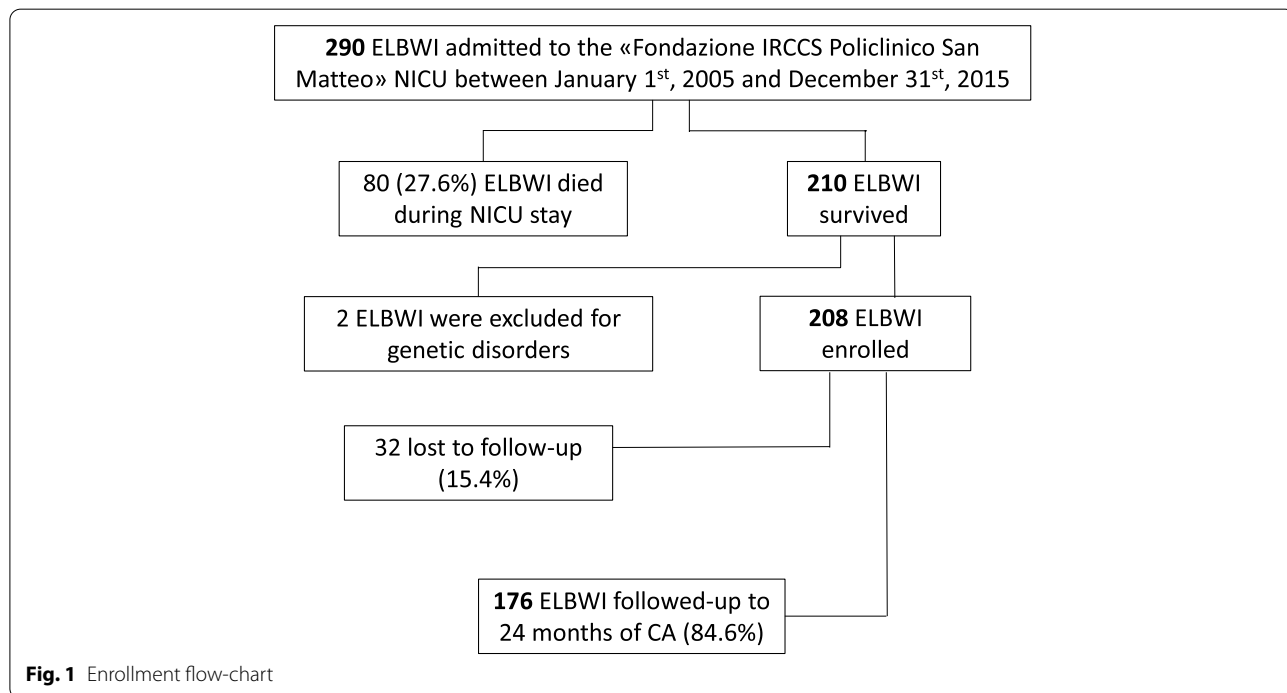 290 ELBWI admitted to the «Fondazione IRCCS Policlinico San
Matteo» NICU between January 1st, 2005 and December 31st, 2015
80 (27.6%) ELBWI died
during NICU stay
210 ELBWI
survived
2 ELBWI were excluded for
genetic disorders
208 ELBWI
enrolled
32 lost to follow-up
(15.4%)
176 ELBWI followed-up to
24 months of CA (84.6%)
Fig. 1 Enrollment flow-chart